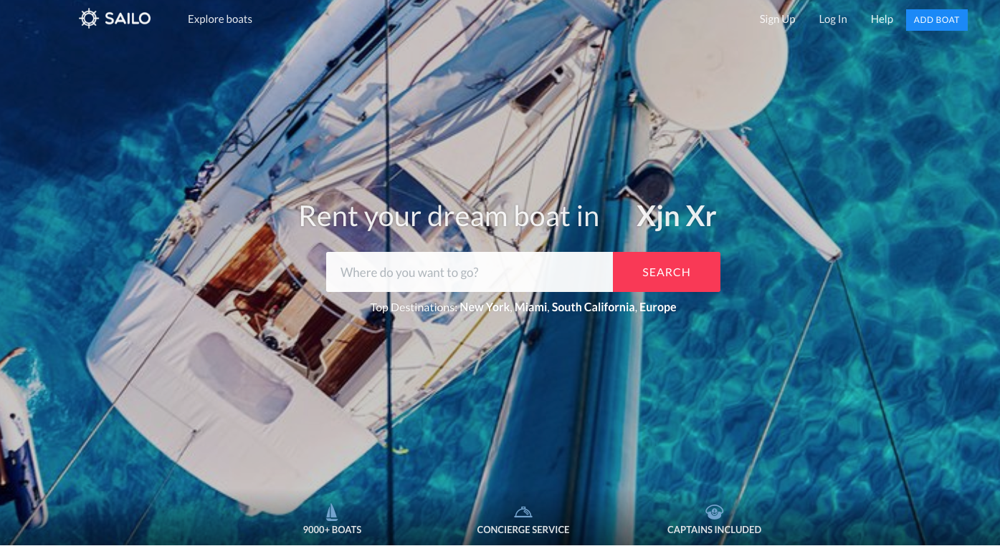 SAILO
Explore boats
Sign Up
Log In
Help
ADD BOAT
Rent your dream boat in Xjn Xr
Where do you want to go?
SEARCH
Top Destinations: New York, Miami, South California, Europe
9000+ BOATS
CONCIERGE SERVICE
CAPTAINS INCLUDED